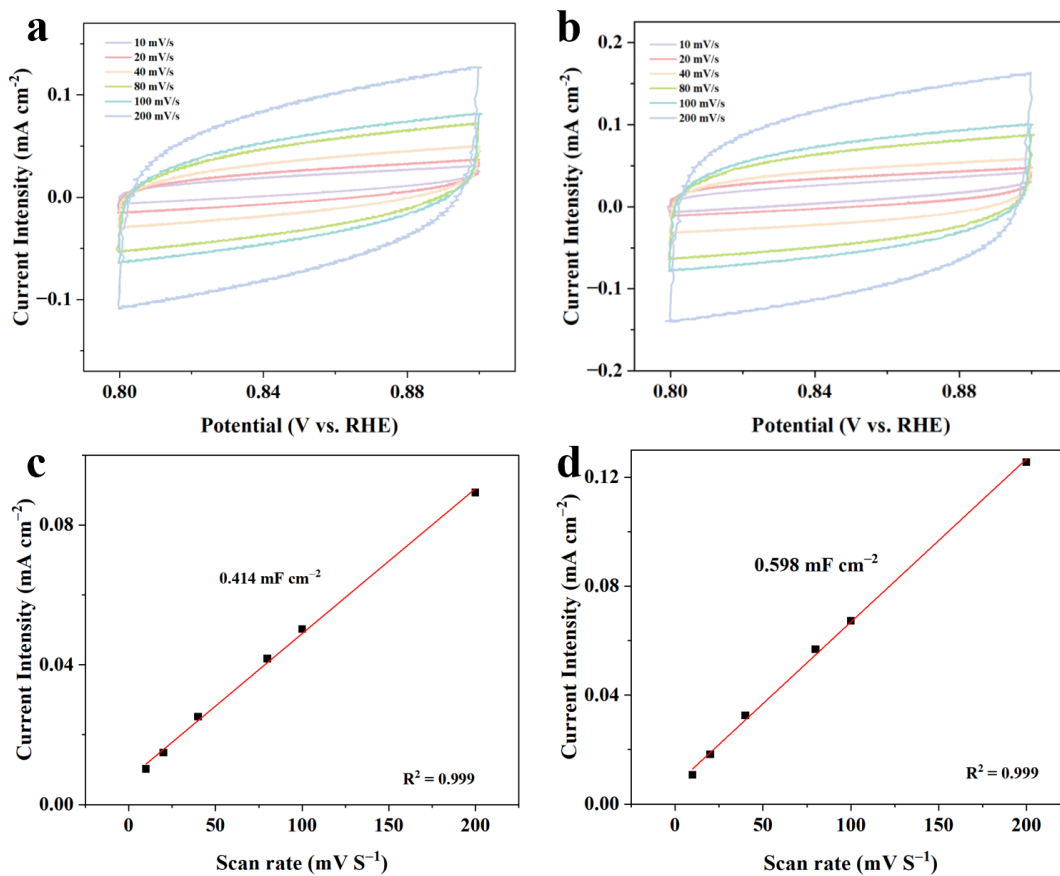 a
10 mV/s
20 mV/s
40 mV/s
80 mV/s
100 mV/s
200 mV/s
0.1
0.0
−0.1
Current Intensity (mA cm⁻²)
0.80
0.84
0.88
Potential (V vs. RHE)
b
10 mV/s
20 mV/s
40 mV/s
80 mV/s
100 mV/s
200 mV/s
0.2
0.1
0.0
−0.1
−0.2
Current Intensity (mA cm⁻²)
0.80
0.84
0.88
Potential (V vs. RHE)
c
0.08
0.04
0.00
Current Intensity (mA cm⁻²)
0.414 mF cm⁻²
R² = 0.999
0
50
100
150
200
Scan rate (mV S⁻¹)
d
0.12
0.08
0.04
0.00
Current Intensity (mA cm⁻²)
0.598 mF cm⁻²
R² = 0.999
0
50
100
150
200
Scan rate (mV S⁻¹)